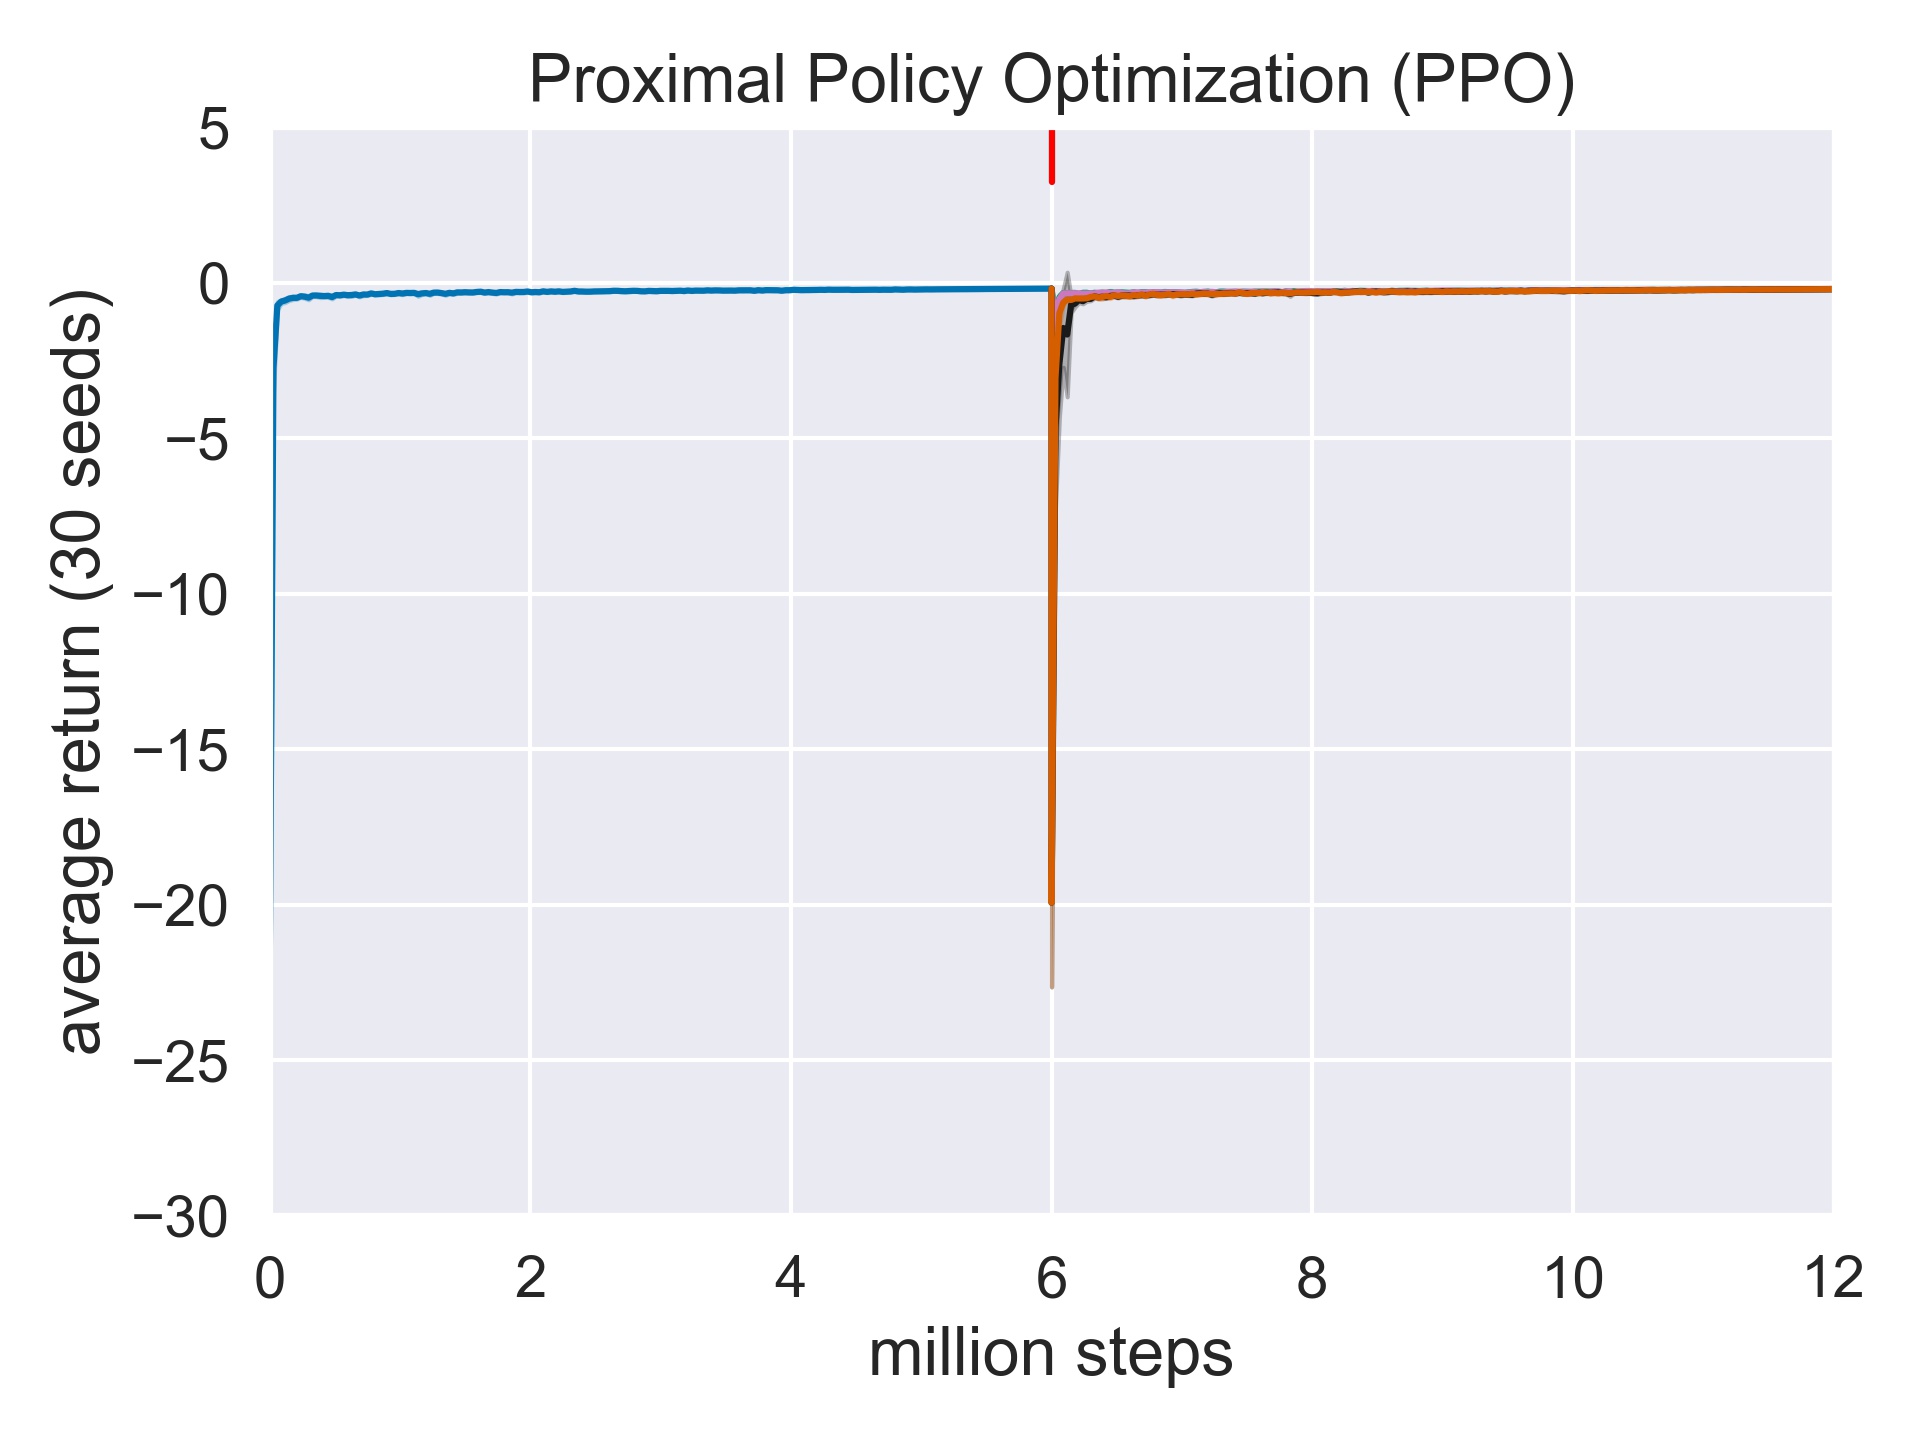 Proximal Policy Optimization (PPO)
5
0
−5
−10
−15
−20
−25
−30
average return (30 seeds)
0 2 4 6 8 10 12
million steps